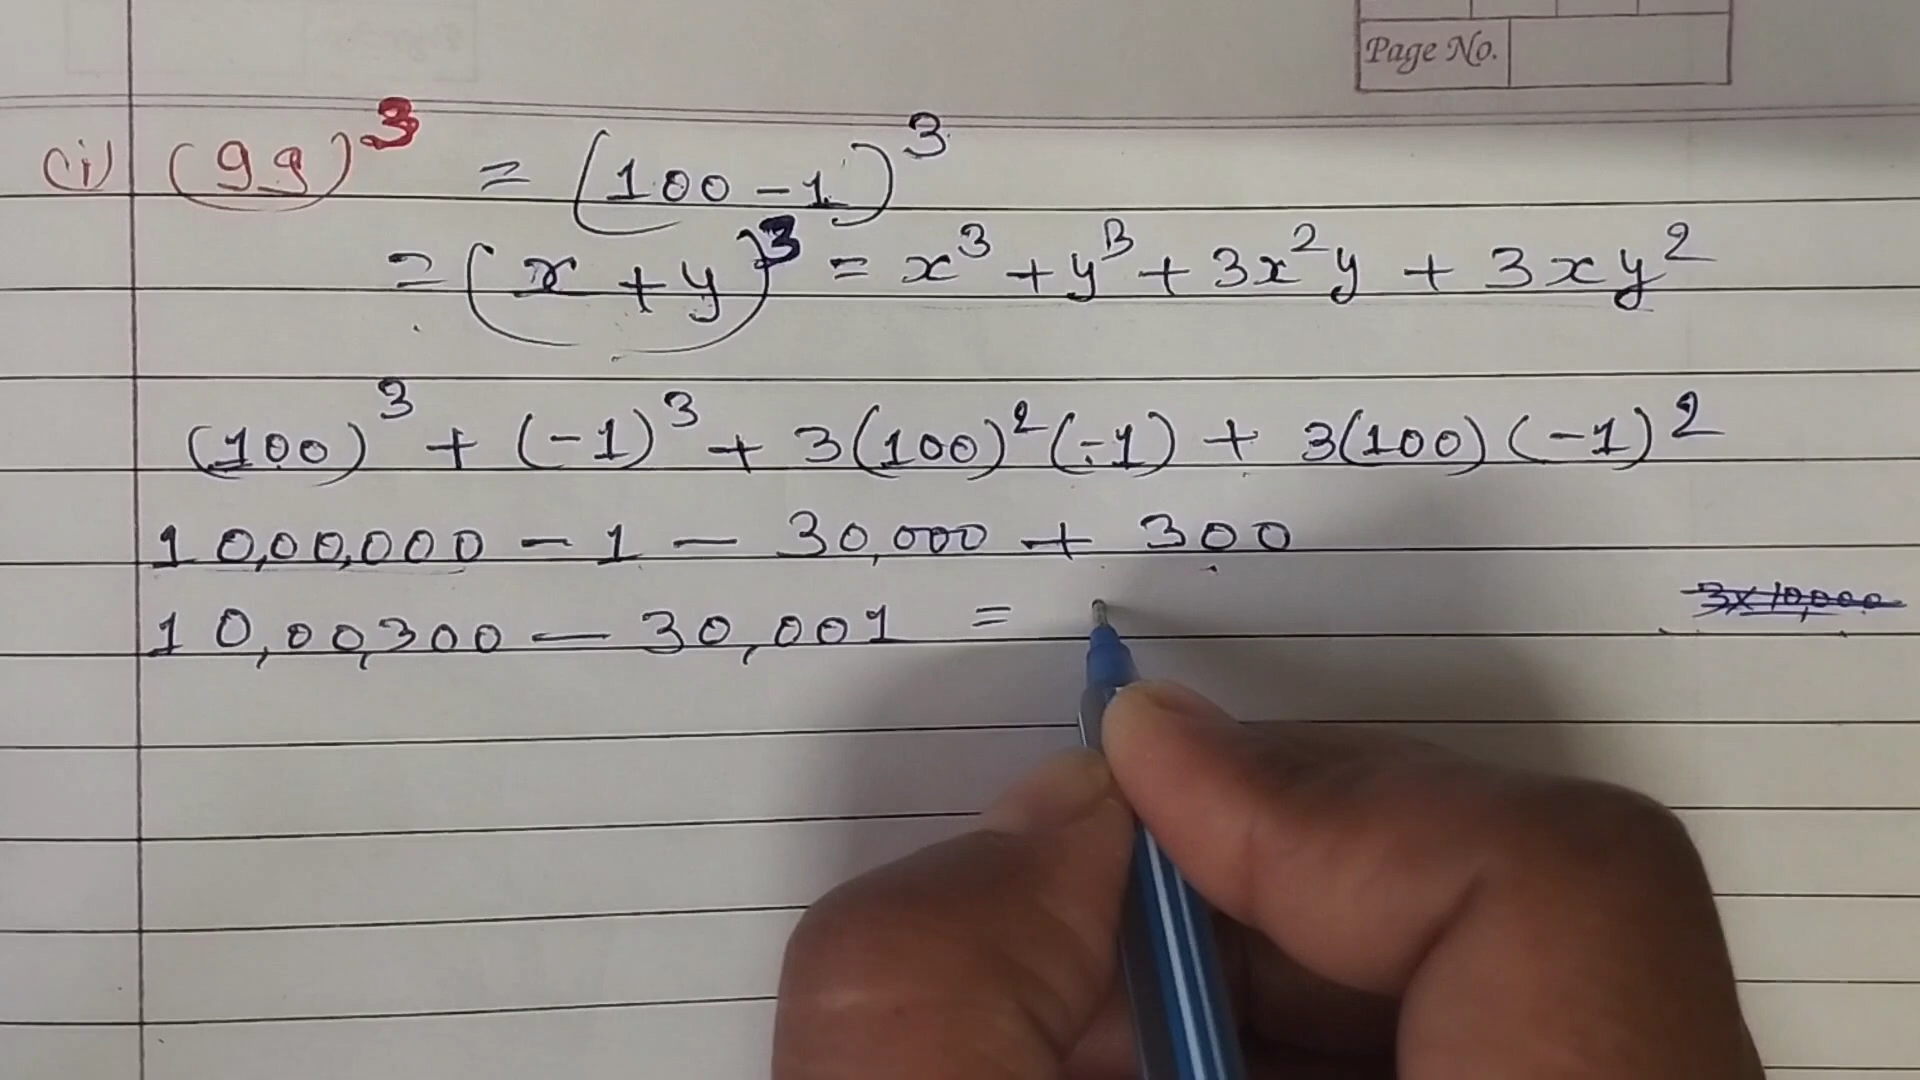 Page No.
(i) (99)³ = (100 - 1)³
= (x + y)³ = x³ + y³ + 3x²y + 3xy²
(100)³ + (-1)³ + 3(100)²(-1) + 3(100)(-1)²
10,00,000 - 1 - 30,000 + 300
3x10,000
10,00,300 - 30,001 =